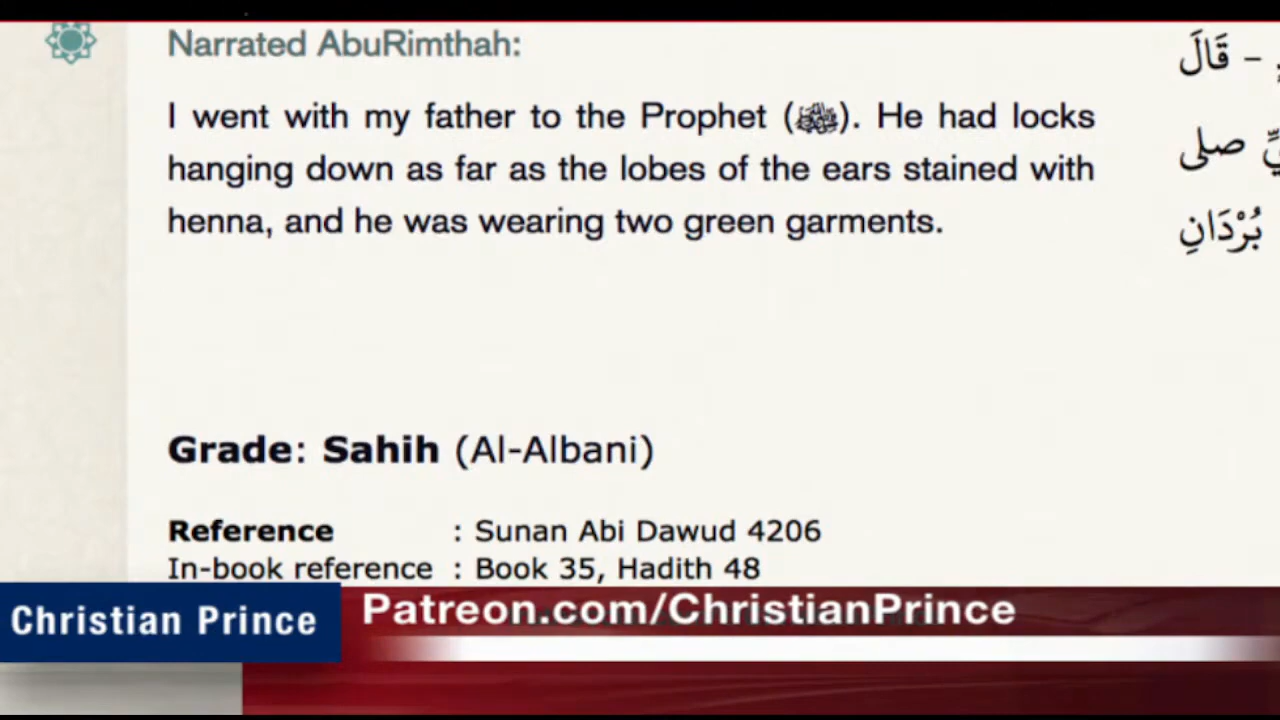 Narrated AbuRimthah:
I went with my father to the Prophet (ﷺ). He had locks
hanging down as far as the lobes of the ears stained with
henna, and he was wearing two green garments.
– قَالَ
صلى
بُرْدَانِ
Grade: Sahih (Al-Albani)
Reference : Sunan Abi Dawud 4206
In-book reference : Book 35, Hadith 48
Christian Prince
Patreon.com/ChristianPrince